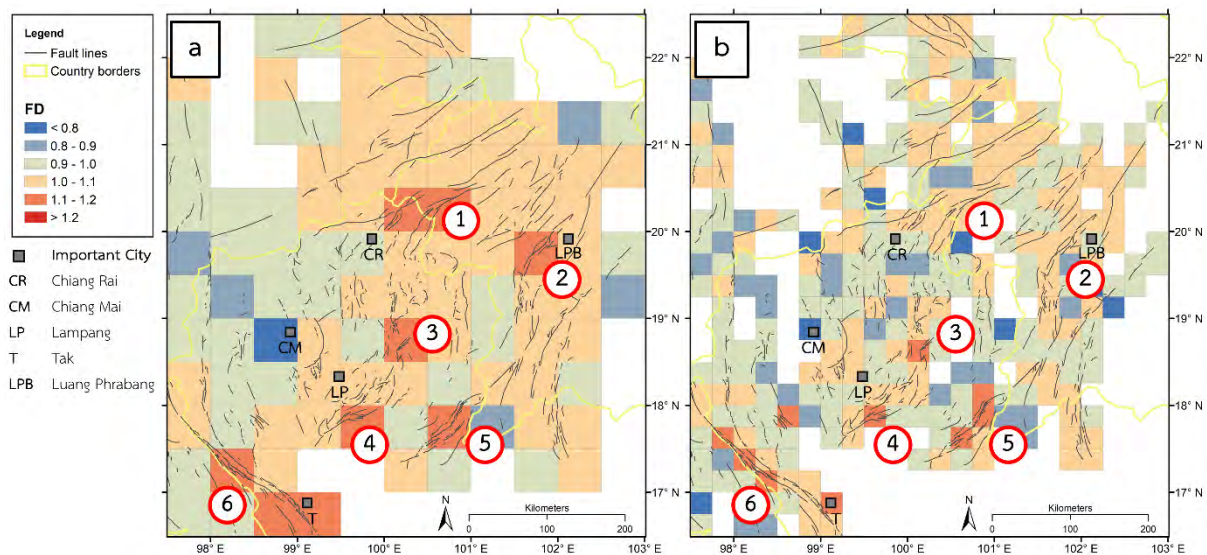 Legend
Fault lines
Country borders
FD
< 0.8
0.8 - 0.9
0.9 - 1.0
1.0 - 1.1
1.1 - 1.2
> 1.2
Important City
CR Chiang Rai
CM Chiang Mai
LP Lampang
T Tak
LPB Luang Phrabang
a
1
CR
LPB
2
3
CM
LP
4
5
6
T
N
Kilometers
0 100 200
98° E 99° E 100° E 101° E 102° E 103° E
22° N
21° N
20° N
19° N
18° N
17° N
b
1
CR
LPB
2
3
CM
LP
4
5
6
T
N
Kilometers
0 100 200
98° E 99° E 100° E 101° E 102° E 103° E
22° N
21° N
20° N
19° N
18° N
17° N